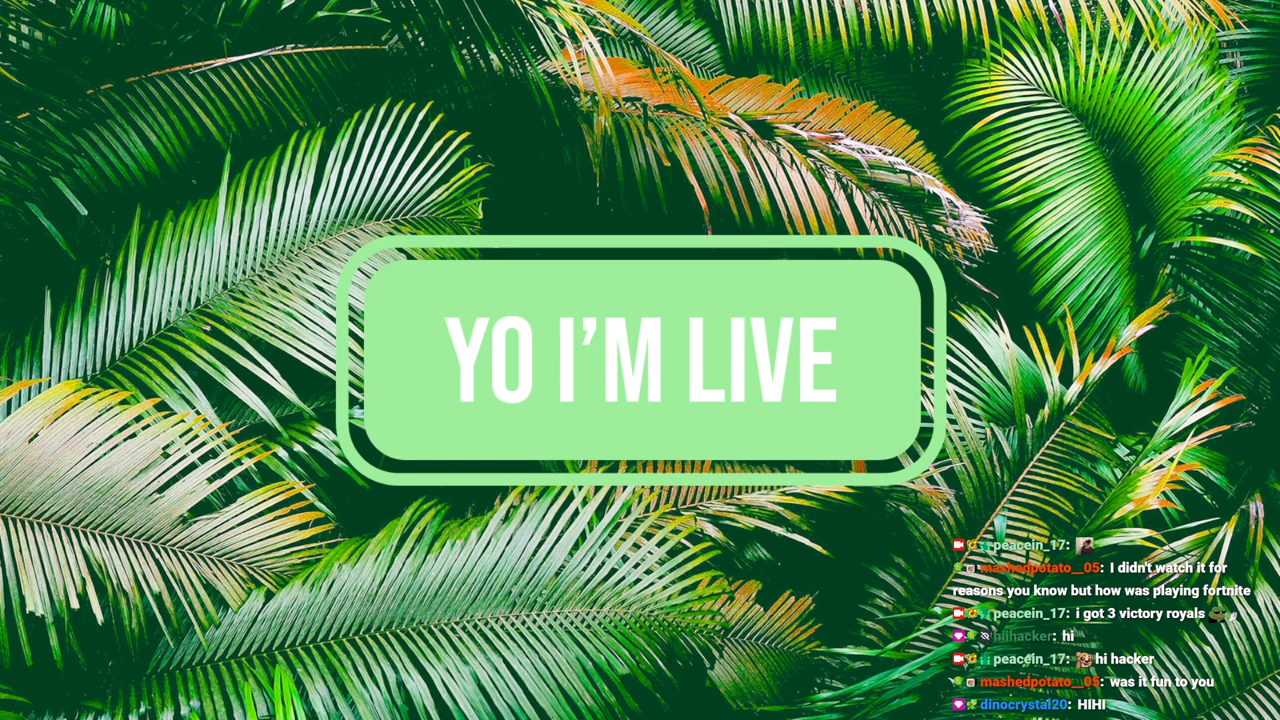 YO I’M LIVE
peacein_17:
mashedpotato__05: I didn't watch it for
reasons you know but how was playing fortnite
peacein_17: i got 3 victory royals
hiihacker: hi
peacein_17: hi hacker
mashedpotato__05: was it fun to you
dinocrystal20: HIHI